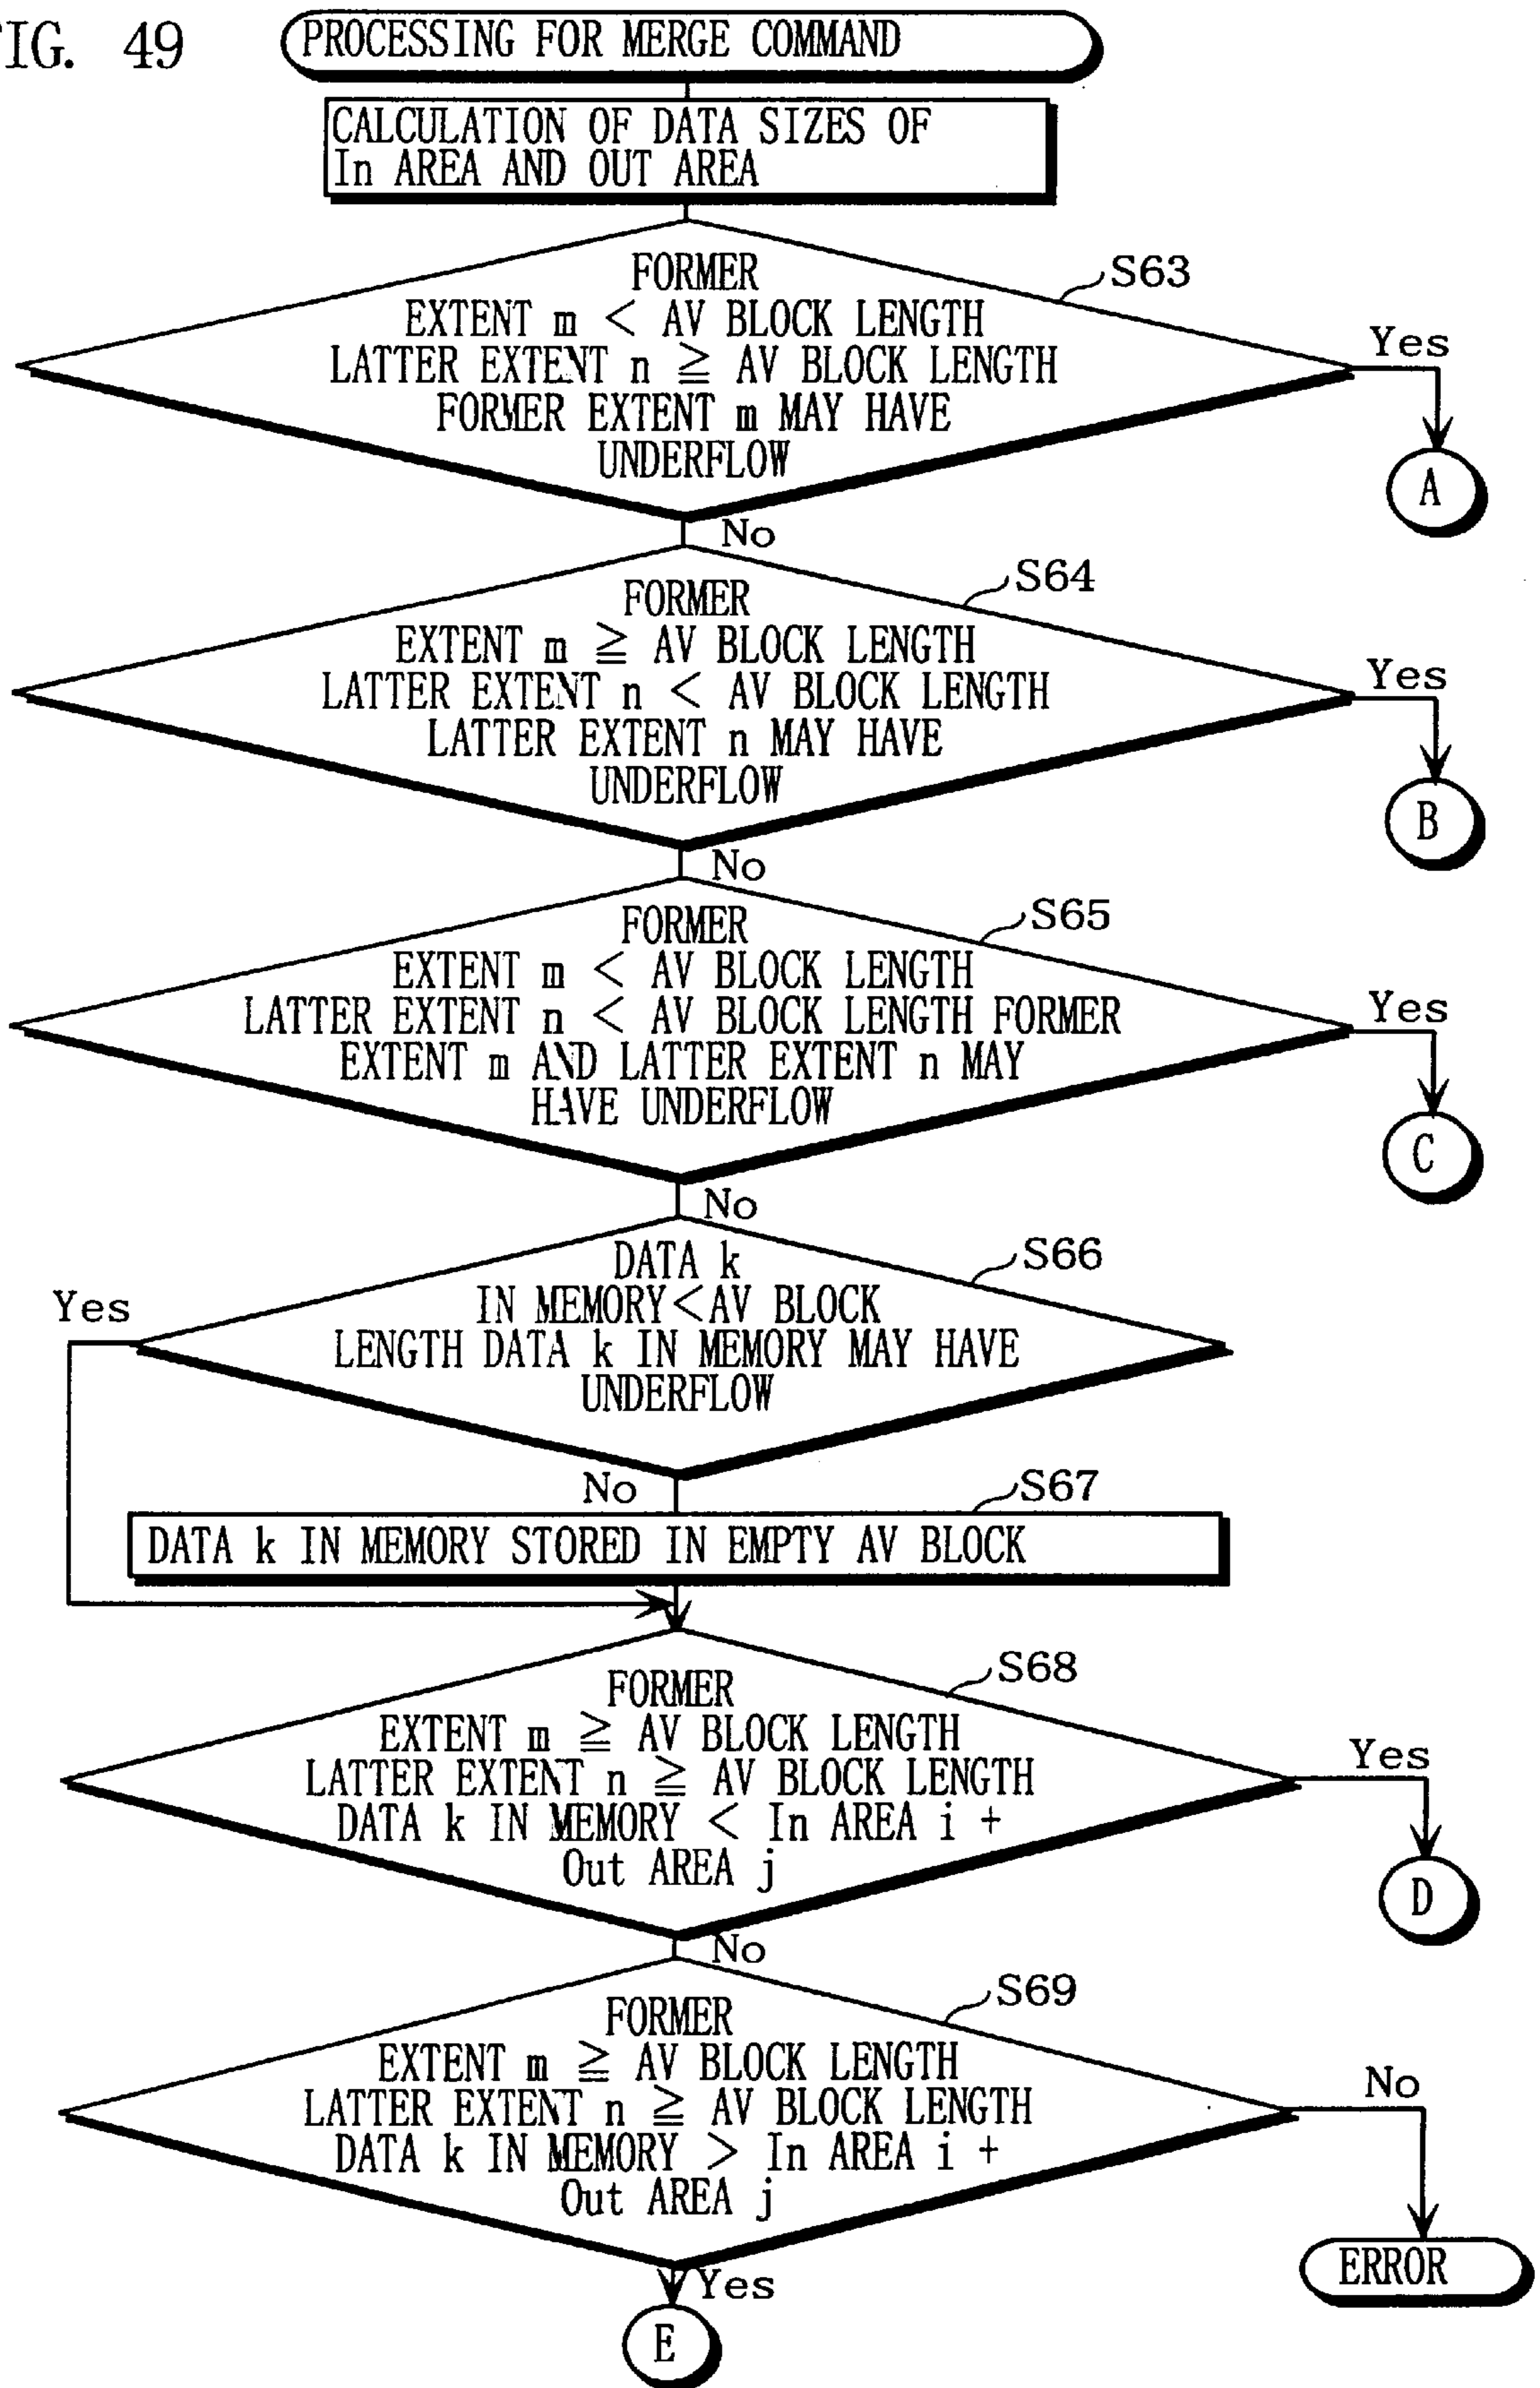 FIG. 49
PROCESSING FOR MERGE COMMAND
CALCULATION OF DATA SIZES OF
In AREA AND OUT AREA
S63
FORMER
EXTENT m < AV BLOCK LENGTH
LATTER EXTENT n ≧ AV BLOCK LENGTH
FORMER EXTENT m MAY HAVE
UNDERFLOW
Yes
A
No
S64
FORMER
EXTENT m ≧ AV BLOCK LENGTH
LATTER EXTENT n < AV BLOCK LENGTH
LATTER EXTENT n MAY HAVE
UNDERFLOW
Yes
B
No
S65
FORMER
EXTENT m < AV BLOCK LENGTH
LATTER EXTENT n < AV BLOCK LENGTH FORMER
EXTENT m AND LATTER EXTENT n MAY
HAVE UNDERFLOW
Yes
C
No
S66
DATA k
IN MEMORY<AV BLOCK
LENGTH DATA k IN MEMORY MAY HAVE
UNDERFLOW
Yes
No
S67
DATA k IN MEMORY STORED IN EMPTY AV BLOCK
S68
FORMER
EXTENT m ≧ AV BLOCK LENGTH
LATTER EXTENT n ≧ AV BLOCK LENGTH
DATA k IN MEMORY < In AREA i +
Out AREA j
Yes
D
No
S69
FORMER
EXTENT m ≧ AV BLOCK LENGTH
LATTER EXTENT n ≧ AV BLOCK LENGTH
DATA k IN MEMORY > In AREA i +
Out AREA j
No
ERROR
Yes
E